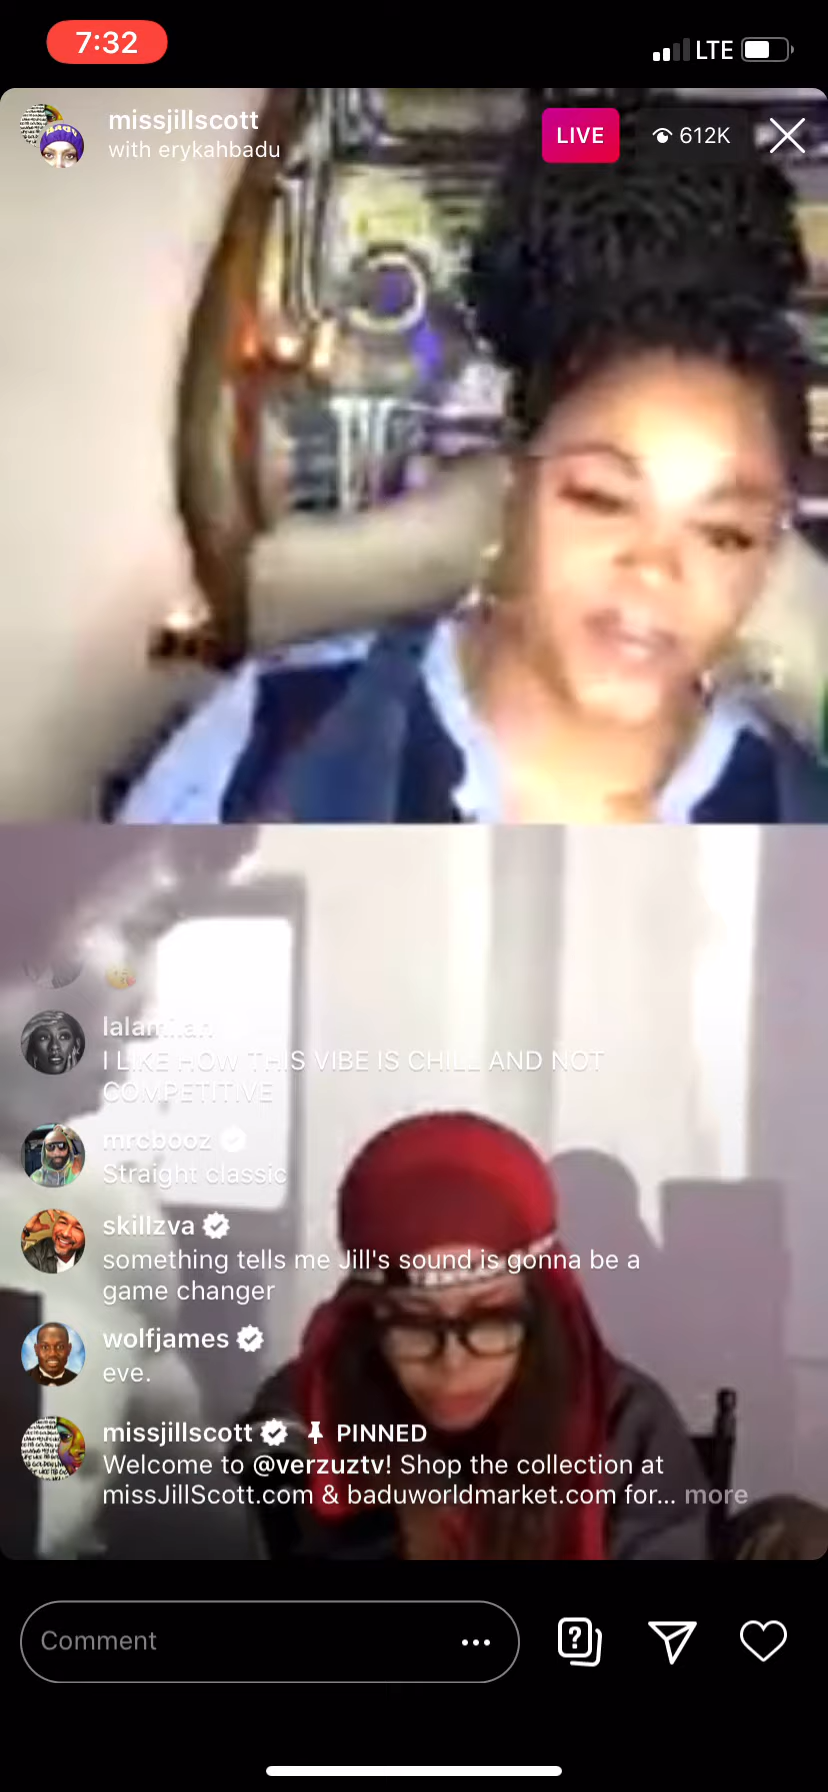 7:32
LTE
missjillscott
with erykahbadu
LIVE
612K
I LIKE HOW THIS VIBE IS CHILL AND NOT
COMPETITIVE
mrcbooz
Straight classic
skillzva
something tells me Jill's sound is gonna be a
game changer
wolfjames
eve.
missjillscott PINNED
Welcome to @verzuztv! Shop the collection at
missJillScott.com & baduworldmarket.com for... more
Comment